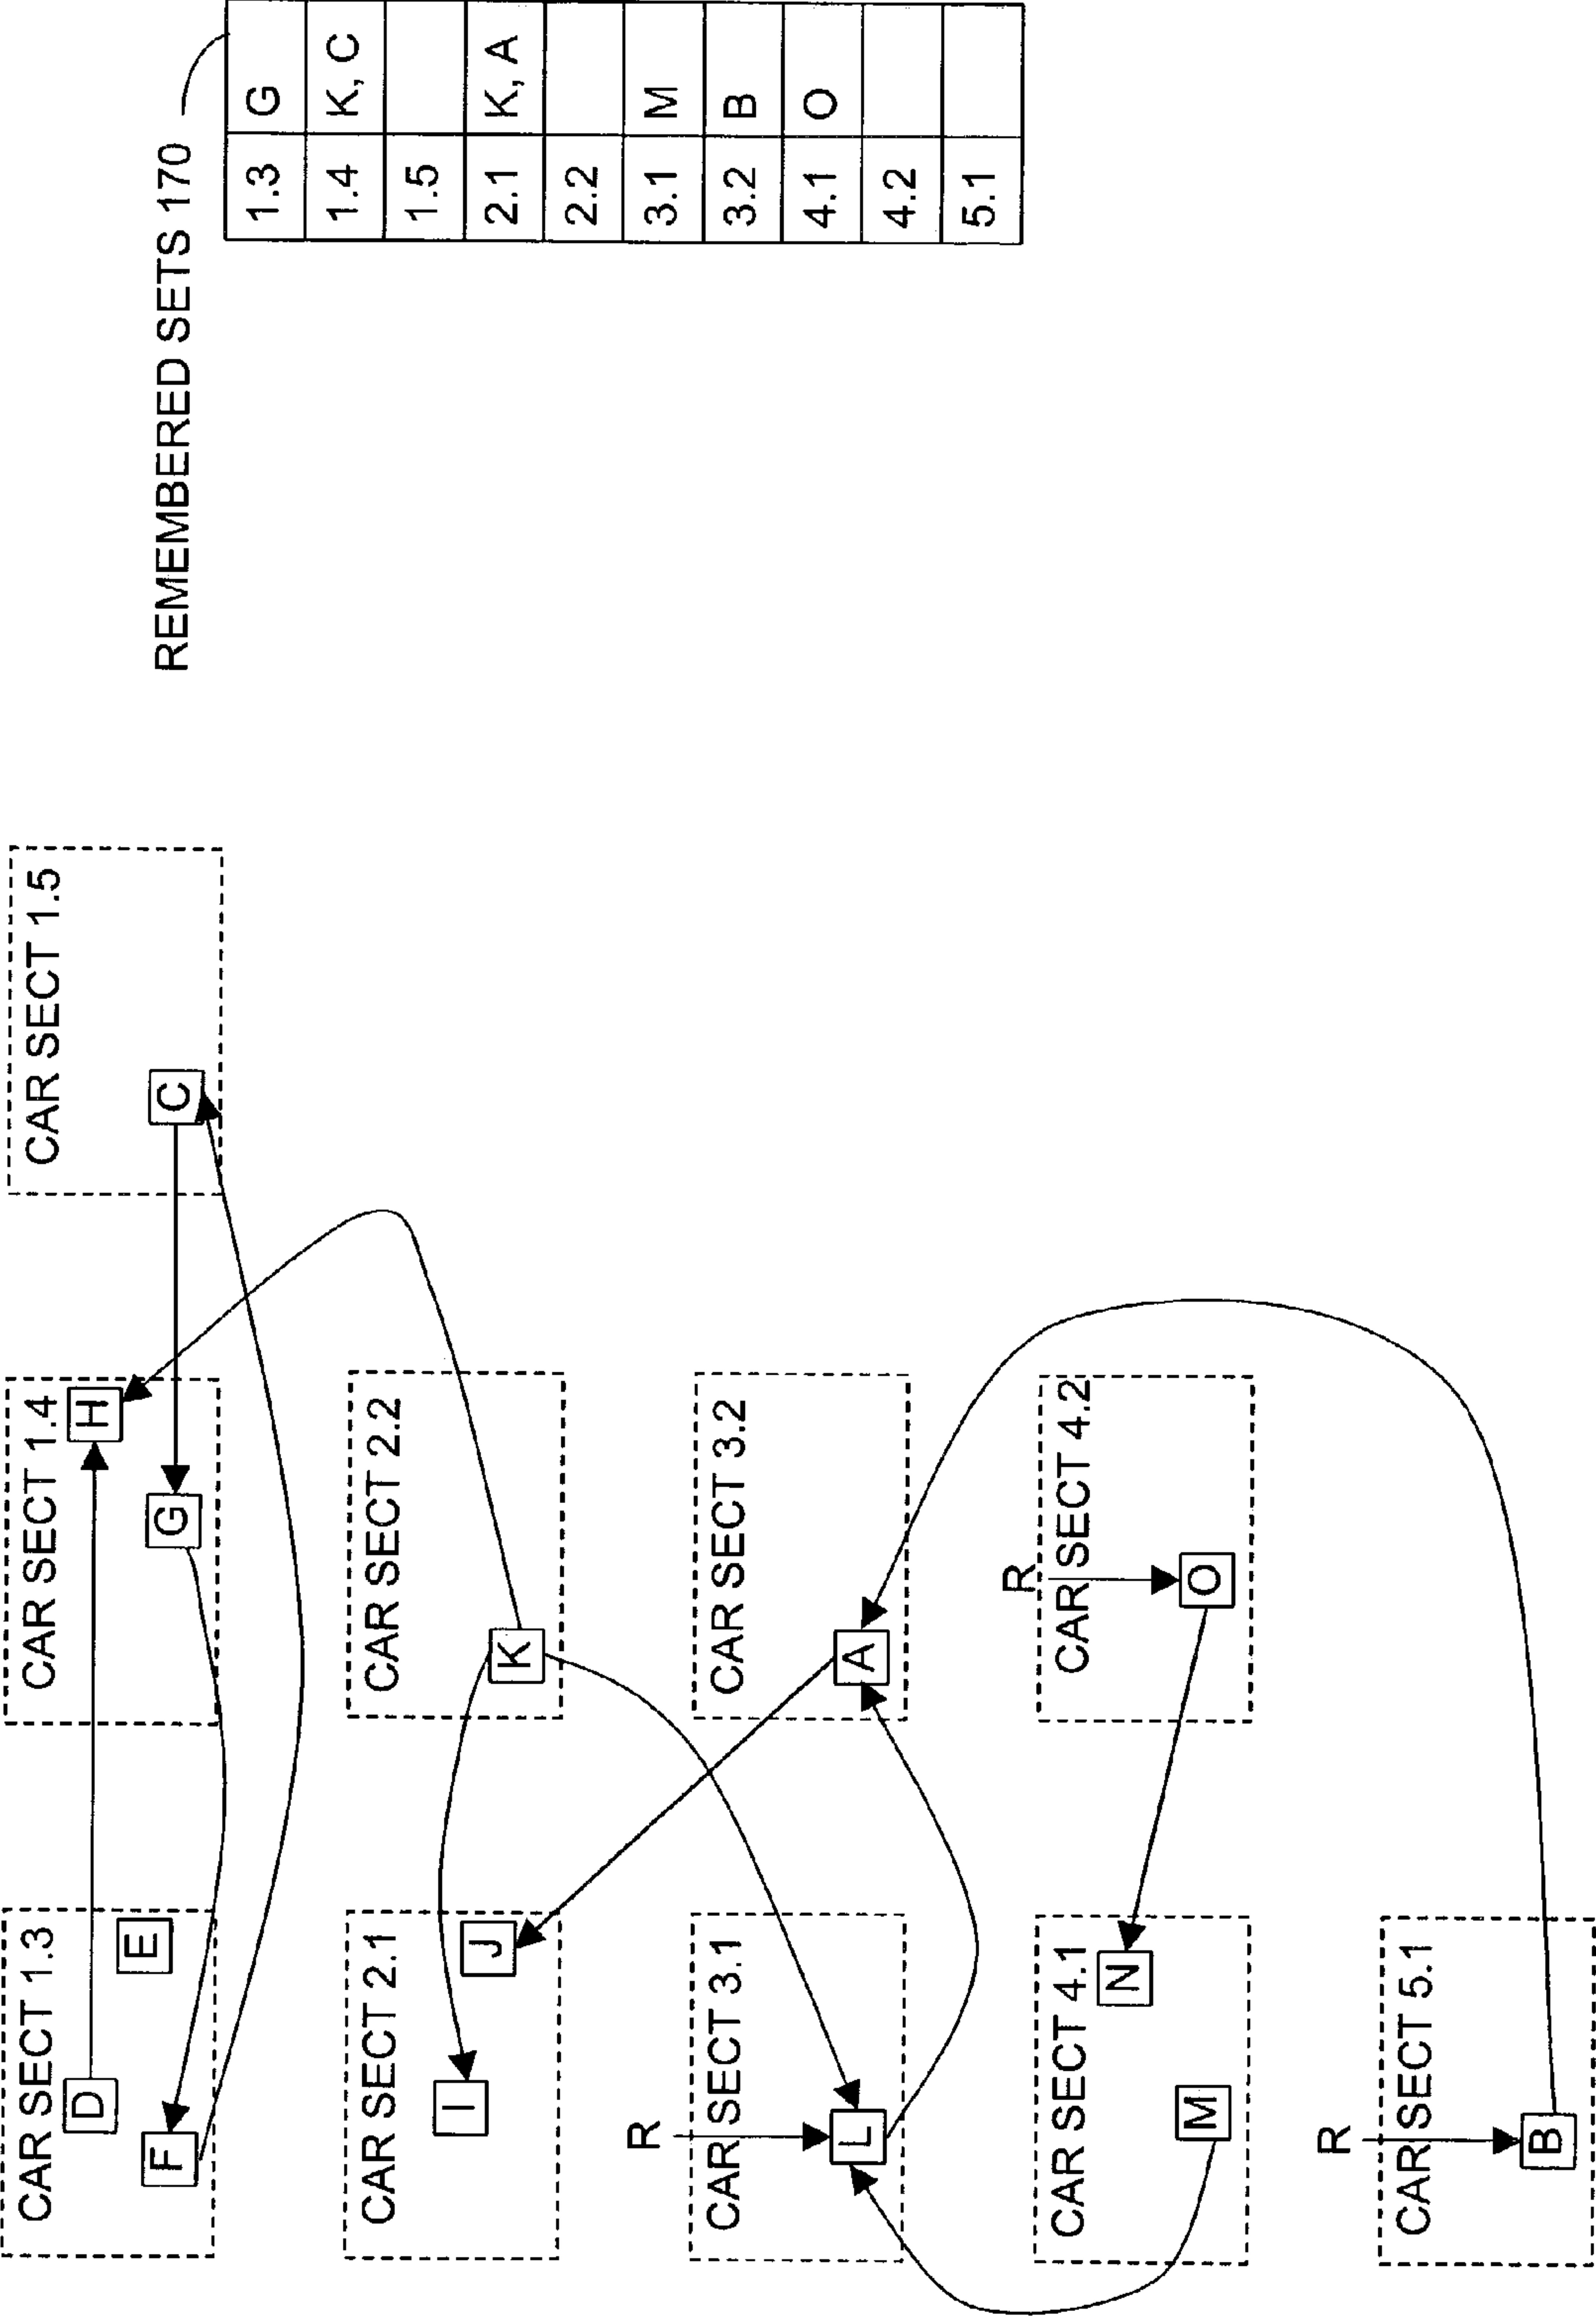 CAR SECT 1.3
D
E
F
CAR SECT 1.4
H
G
CAR SECT 1.5
C
CAR SECT 2.1
I
J
CAR SECT 2.2
K
R
CAR SECT 3.1
L
CAR SECT 3.2
A
CAR SECT 4.1
M
N
R
CAR SECT 4.2
O
R
CAR SECT 5.1
B
REMEMBERED SETS 170
1.3 G
1.4 K, C
1.5
2.1 K, A
2.2
3.1 M
3.2 B
4.1 O
4.2
5.1